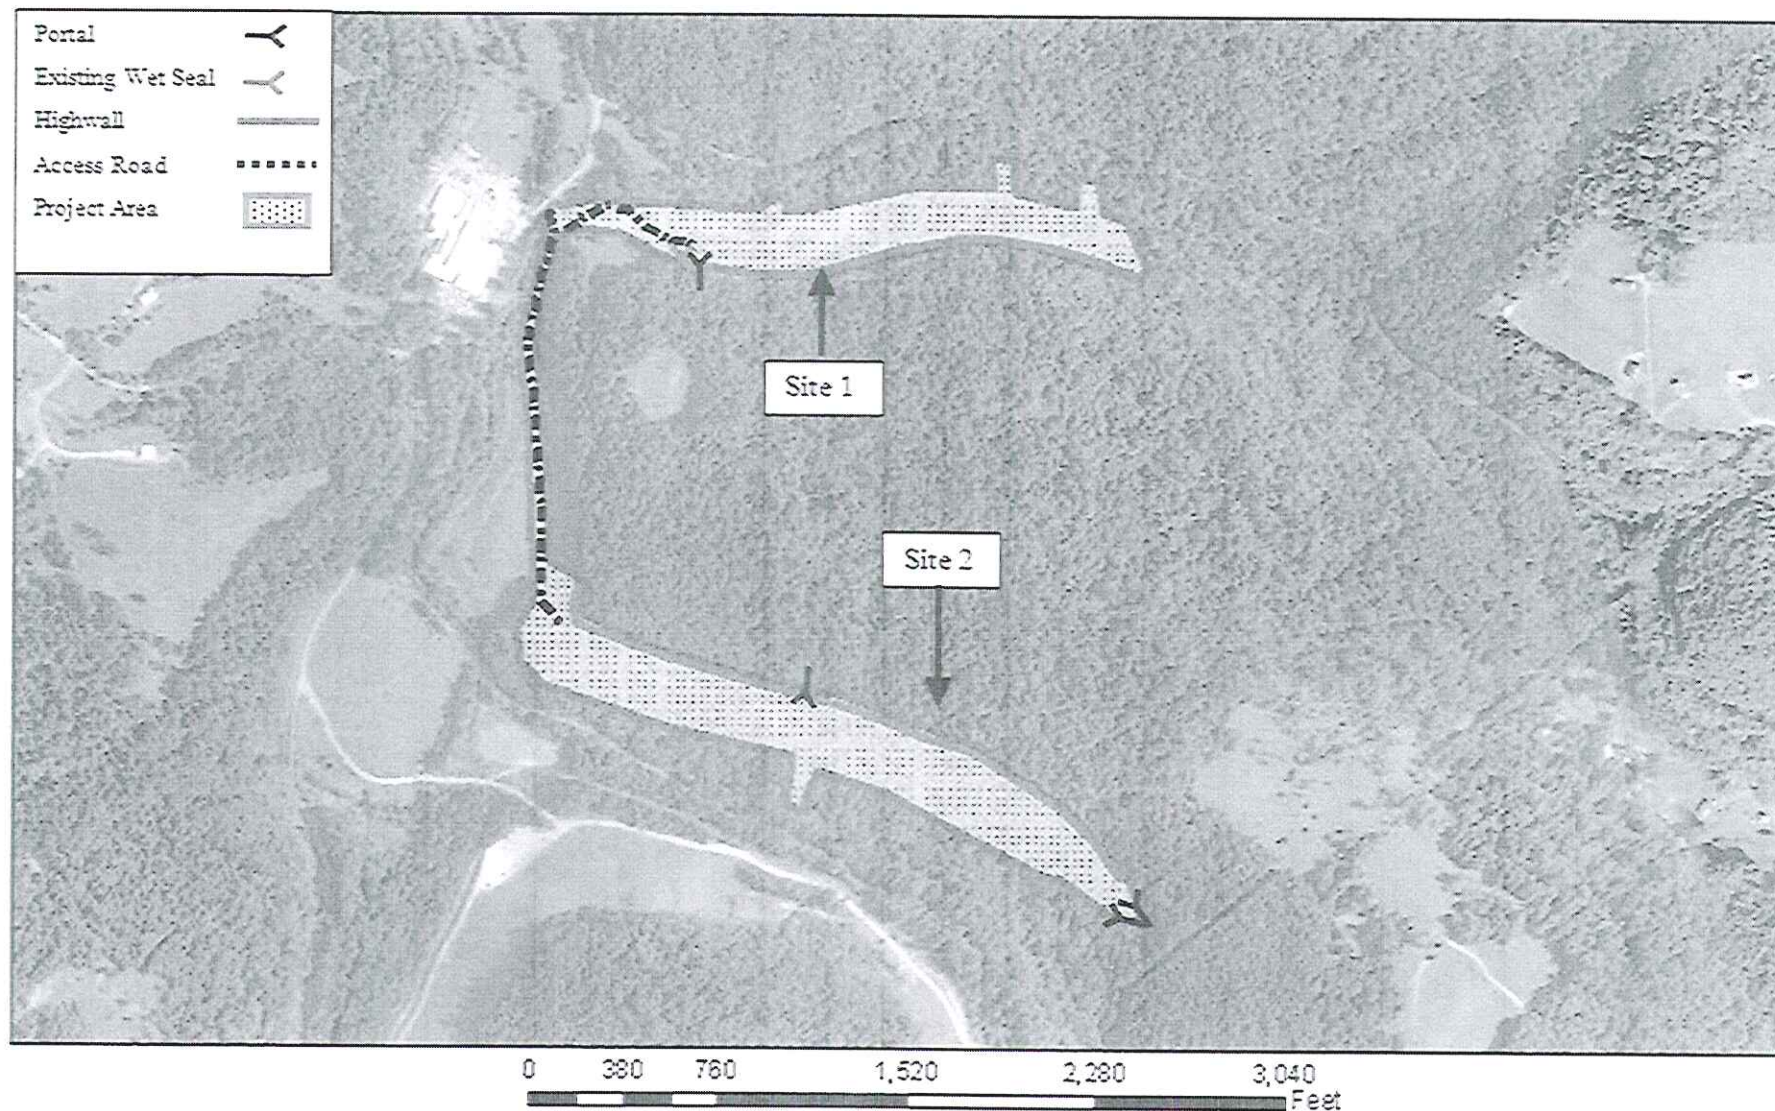 Portal
Existing Wet Seal
Highwall
Access Road
Project Area
Site 1
Site 2
0 380 760 1,520 2,280 3,040
Feet